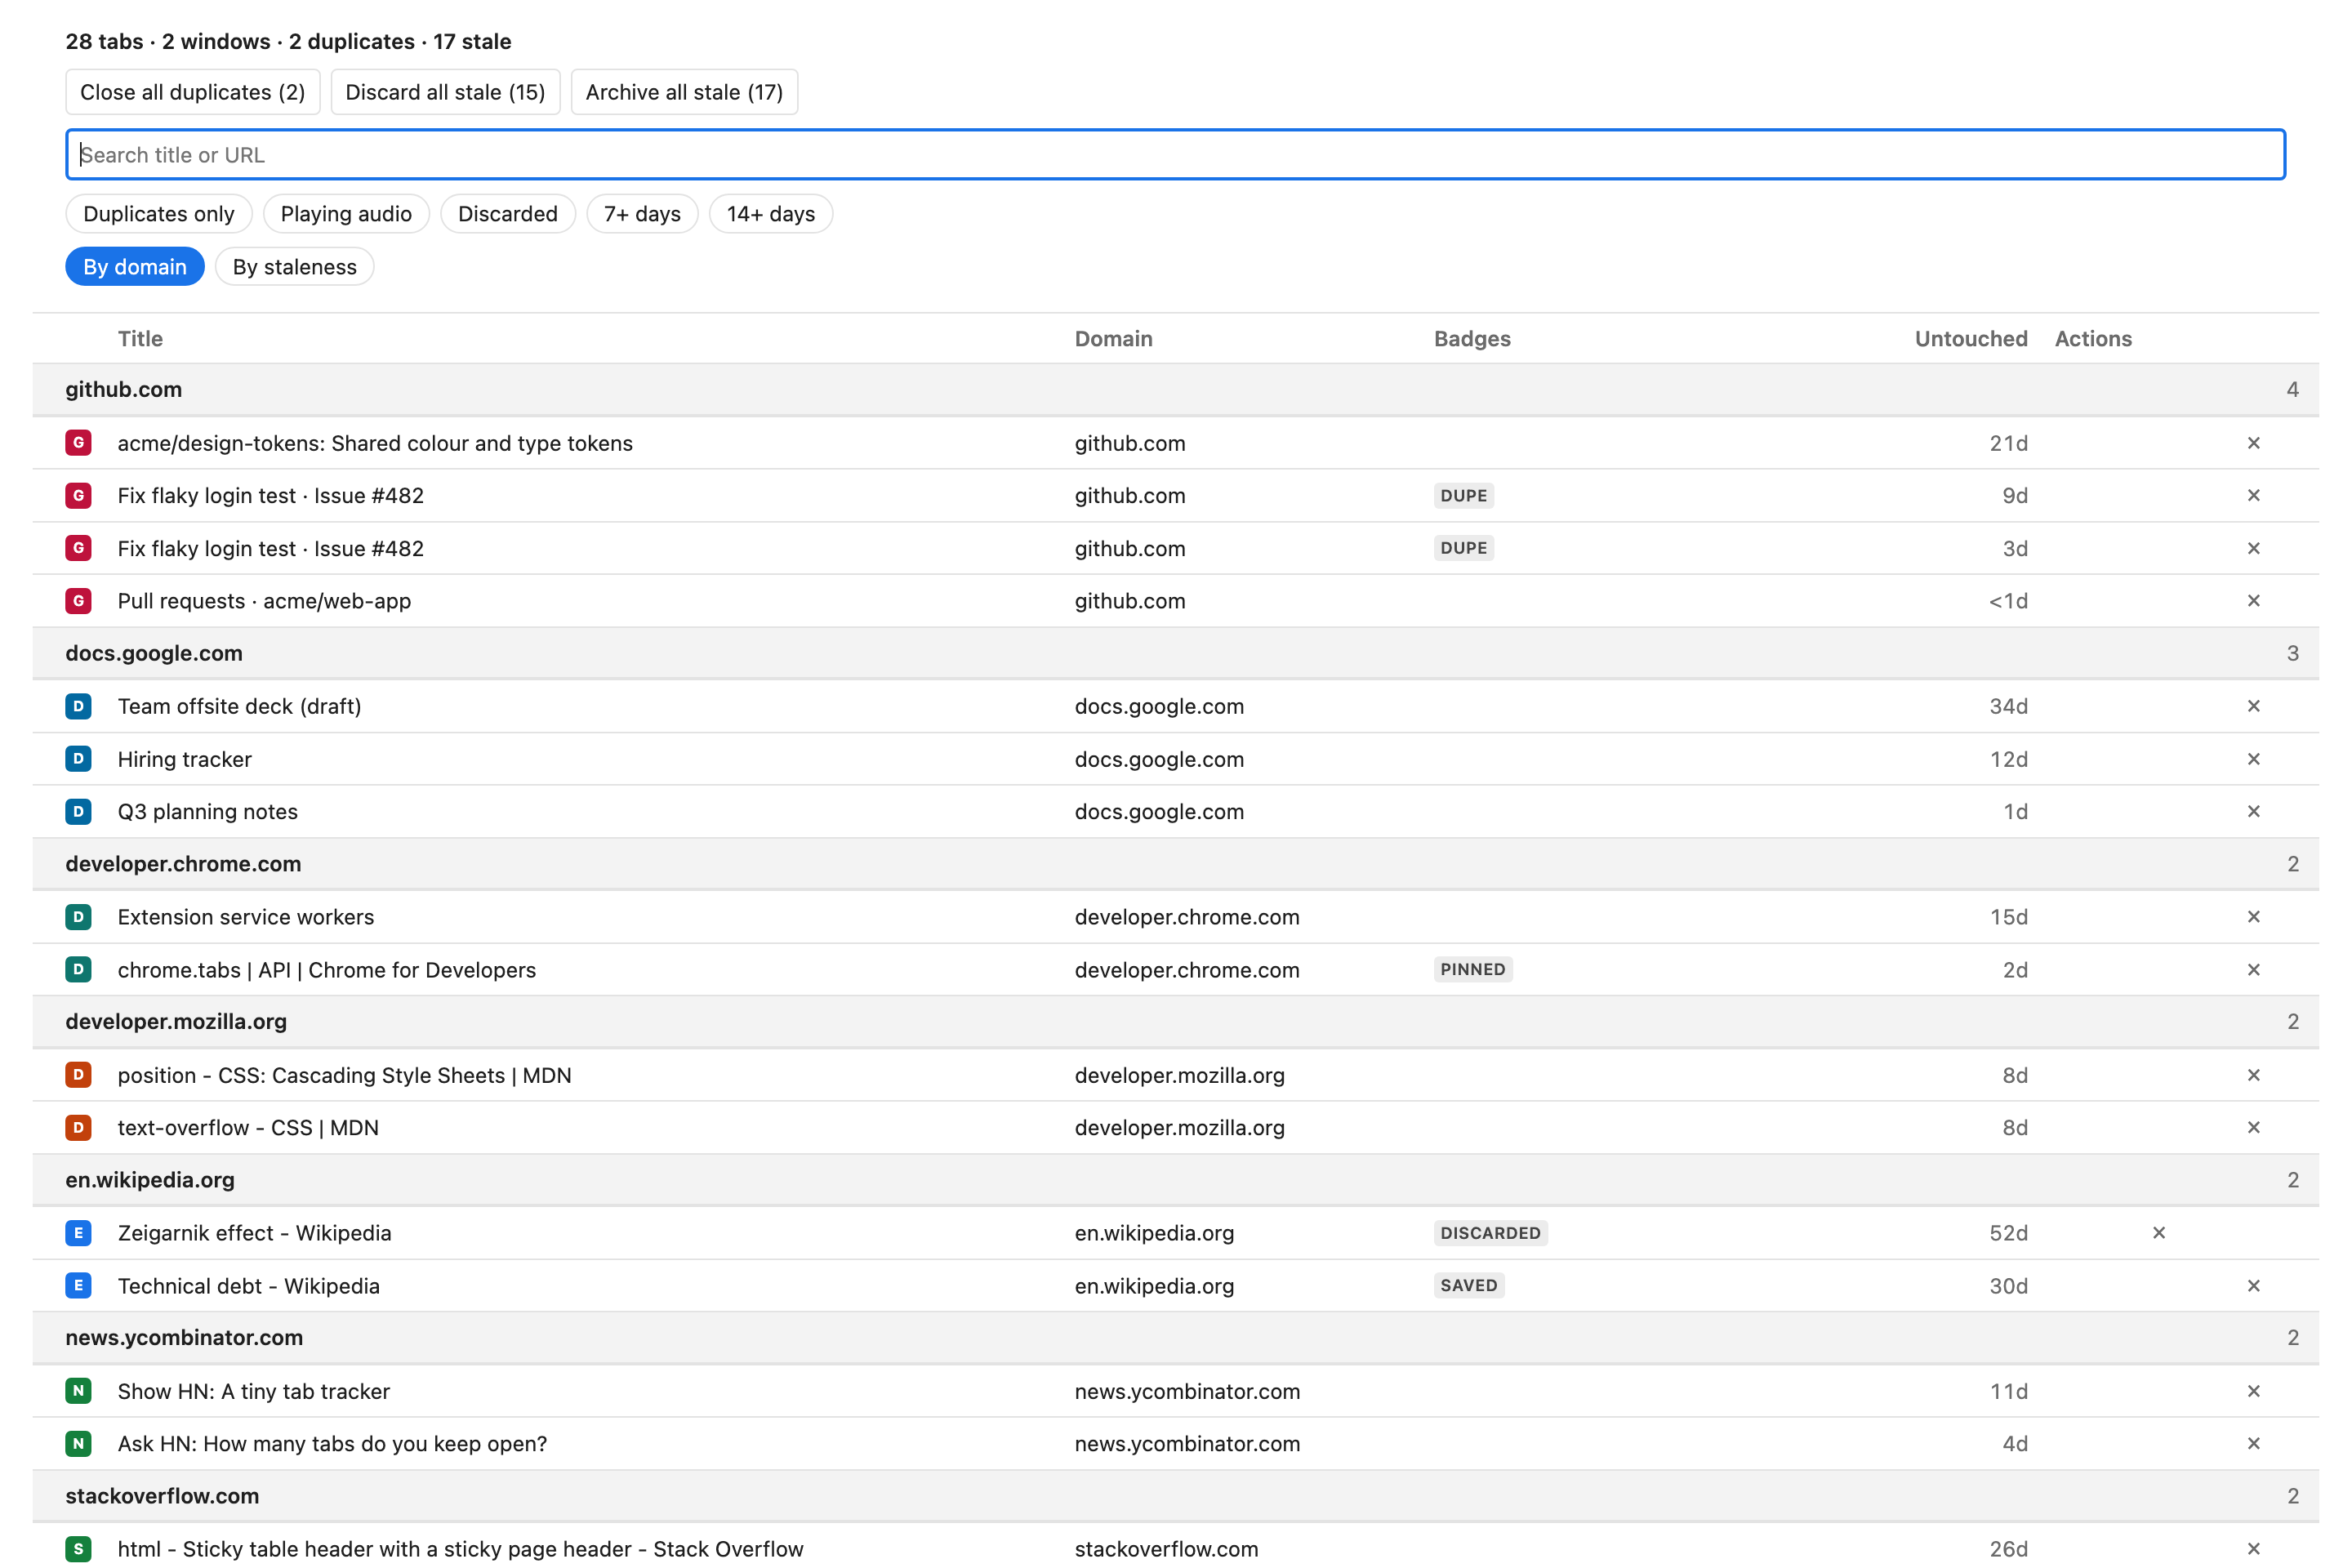 28 tabs · 2 windows · 2 duplicates · 17 stale
Close all duplicates (2) Discard all stale (15) Archive all stale (17)
Search title or URL
Duplicates only Playing audio Discarded 7+ days 14+ days
By domain By staleness
Title Domain Badges Untouched Actions
github.com 4
G acme/design-tokens: Shared colour and type tokens github.com 21d ×
G Fix flaky login test · Issue #482 github.com DUPE 9d ×
G Fix flaky login test · Issue #482 github.com DUPE 3d ×
G Pull requests · acme/web-app github.com <1d ×
docs.google.com 3
D Team offsite deck (draft) docs.google.com 34d ×
D Hiring tracker docs.google.com 12d ×
D Q3 planning notes docs.google.com 1d ×
developer.chrome.com 2
D Extension service workers developer.chrome.com 15d ×
D chrome.tabs | API | Chrome for Developers developer.chrome.com PINNED 2d ×
developer.mozilla.org 2
D position - CSS: Cascading Style Sheets | MDN developer.mozilla.org 8d ×
D text-overflow - CSS | MDN developer.mozilla.org 8d ×
en.wikipedia.org 2
E Zeigarnik effect - Wikipedia en.wikipedia.org DISCARDED 52d ×
E Technical debt - Wikipedia en.wikipedia.org SAVED 30d ×
news.ycombinator.com 2
N Show HN: A tiny tab tracker news.ycombinator.com 11d ×
N Ask HN: How many tabs do you keep open? news.ycombinator.com 4d ×
stackoverflow.com 2
S html - Sticky table header with a sticky page header - Stack Overflow stackoverflow.com 26d ×